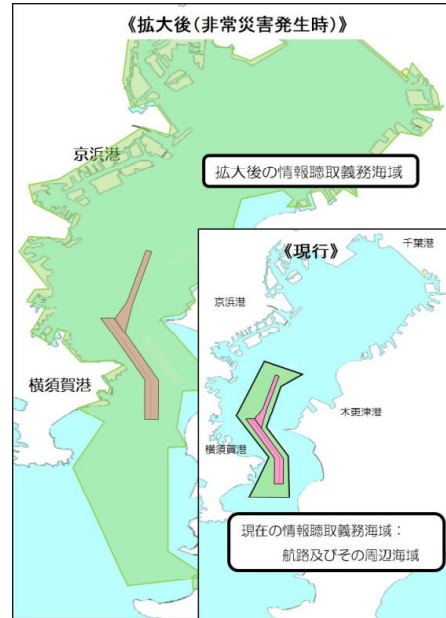 《拡大後(非常災害発生時)》
京浜港
拡大後の情報聴取義務海域
横須賀港
《現行》
千葉港
京浜港
木更津港
横須賀港
現在の情報聴取義務海域：
航路及びその周辺海域